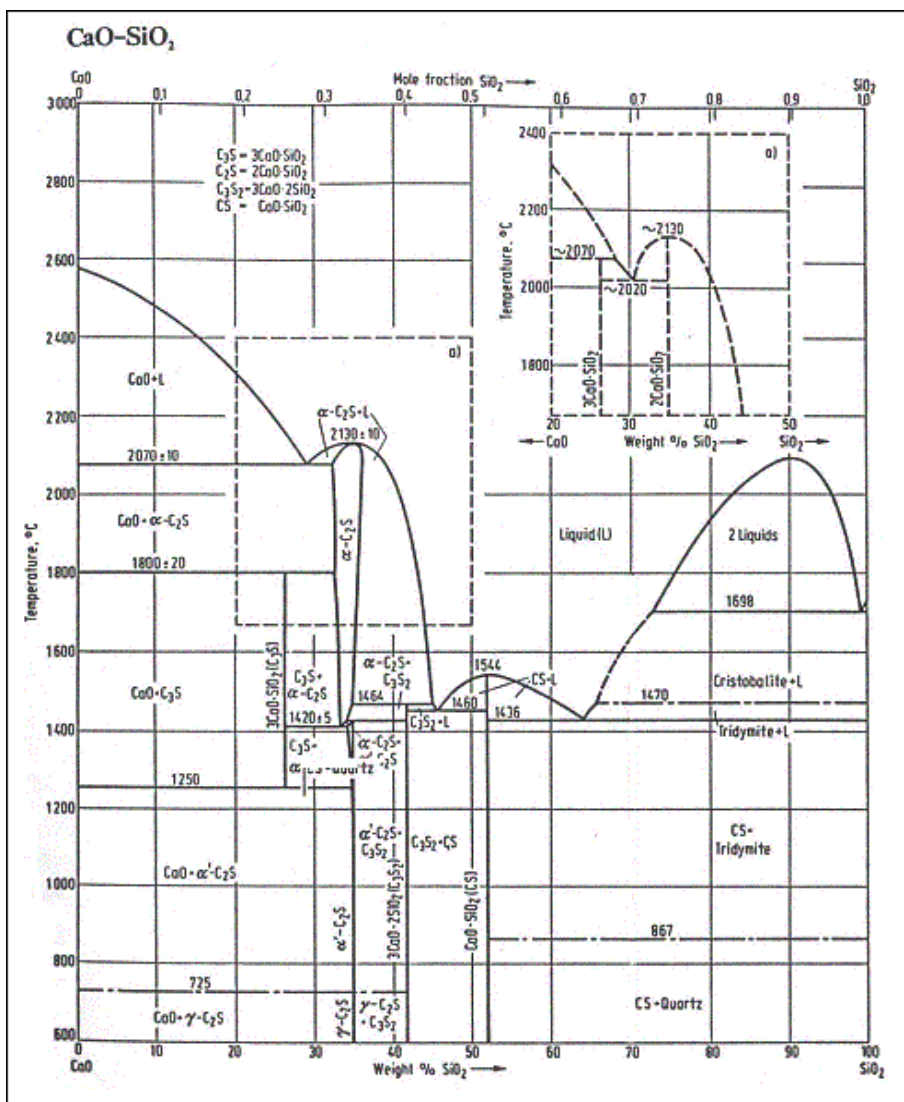 CaO–SiO₂
CaO
Mole fraction SiO₂
SiO₂
0 0,1 0,2 0,3 0,4 0,5 0,6 0,7 0,8 0,9 1,0
3000
2800
2600
2400
2200
2000
1800
1600
1400
1200
1000
800
600
Temperature, °C
C₃S = 3CaO·SiO₂
C₂S = 2CaO·SiO₂
C₃S₂=3CaO·2SiO₂
CS = CaO·SiO₂
a)
2400
2200
2000
1800
Temperature, °C
~2130
~2070
~2020
3CaO·SiO₂
2CaO·SiO₂
20 30 40 50
CaO
Weight % SiO₂
SiO₂
a)
CaO+L
α-C₂S+L
2130±10
2070±10
CaO+α-C₂S
α-C₂S
Liquid(L)
2 Liquids
1800±20
1698
α-C₂S+
C₃S₂
1544
3CaO·SiO₂(C₃S)
C₃S+
α-C₂S
1464
1460
CS+L
1470
Cristobalite+L
CaO+C₃S
1420±5
C₃S₂+L
1436
Tridymite+L
C₃S+
α-C₂S+
CS+Quartz
1250
α'-C₂S+
C₃S₂
C₃S₂+CS
CS+
Tridymite
CaO+α'-C₂S
α'-C₂S
3CaO·2SiO₂(C₃S₂)
CaO·SiO₂(CS)
867
725
CaO+γ-C₂S
γ-C₂S
γ-C₂S
+C₃S₂
CS+Quartz
0 10 20 30 40 50 60 70 80 90 100
CaO
Weight % SiO₂
SiO₂